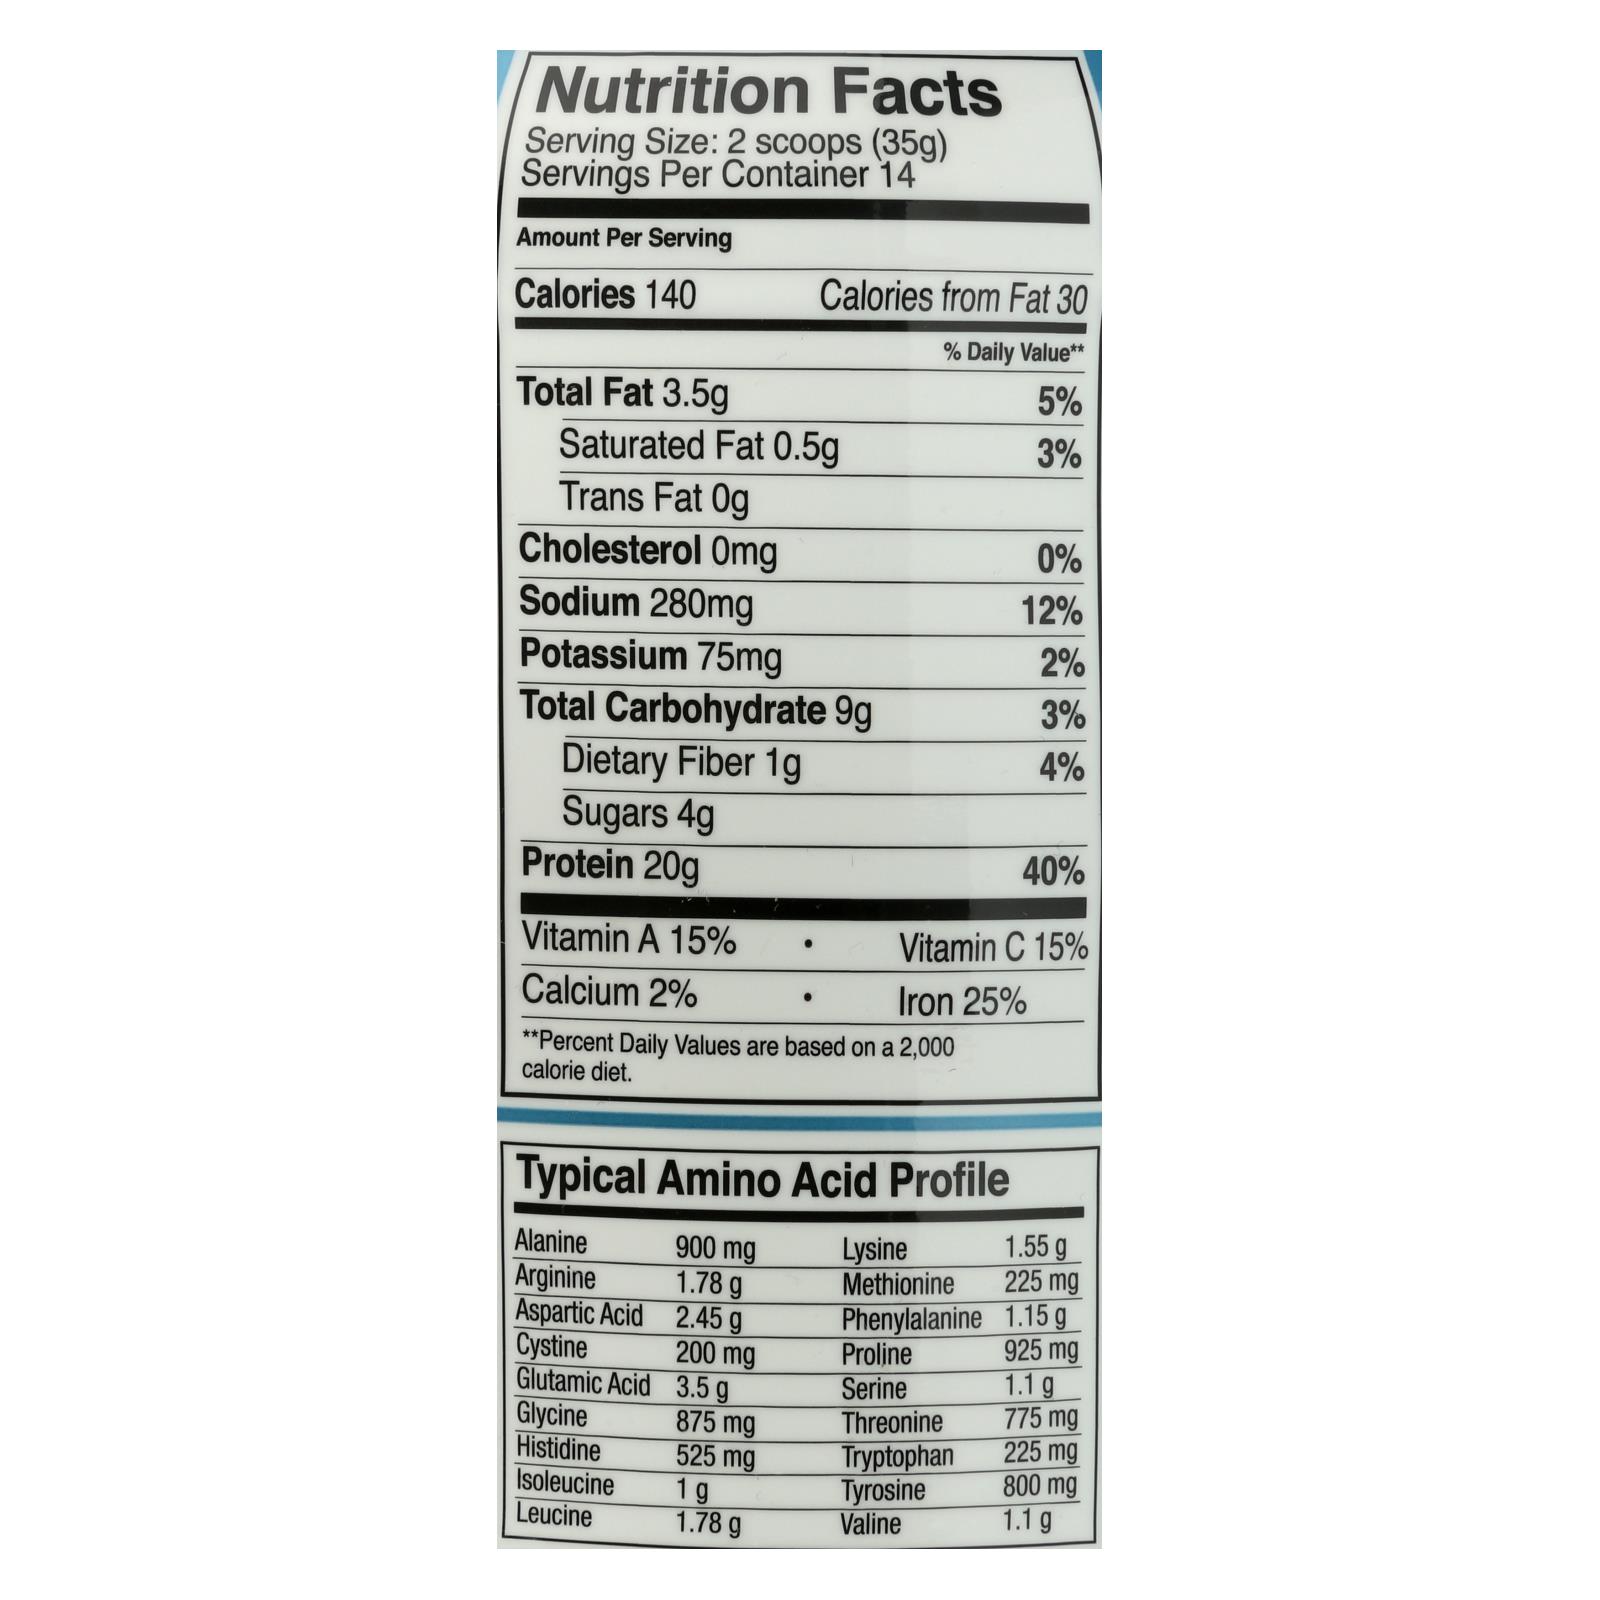 Nutrition Facts
Serving Size: 2 scoops (35g)
Servings Per Container 14
Amount Per Serving
Calories 140 Calories from Fat 30
% Daily Value**
Total Fat 3.5g 5%
Saturated Fat 0.5g 3%
Trans Fat 0g
Cholesterol 0mg 0%
Sodium 280mg 12%
Potassium 75mg 2%
Total Carbohydrate 9g 3%
Dietary Fiber 1g 4%
Sugars 4g
Protein 20g 40%
Vitamin A 15% • Vitamin C 15%
Calcium 2% • Iron 25%
**Percent Daily Values are based on a 2,000
calorie diet.
Typical Amino Acid Profile
Alanine 900 mg Lysine 1.55 g
Arginine 1.78 g Methionine 225 mg
Aspartic Acid 2.45 g Phenylalanine 1.15 g
Cystine 200 mg Proline 925 mg
Glutamic Acid 3.5 g Serine 1.1 g
Glycine 875 mg Threonine 775 mg
Histidine 525 mg Tryptophan 225 mg
Isoleucine 1 g Tyrosine 800 mg
Leucine 1.78 g Valine 1.1 g